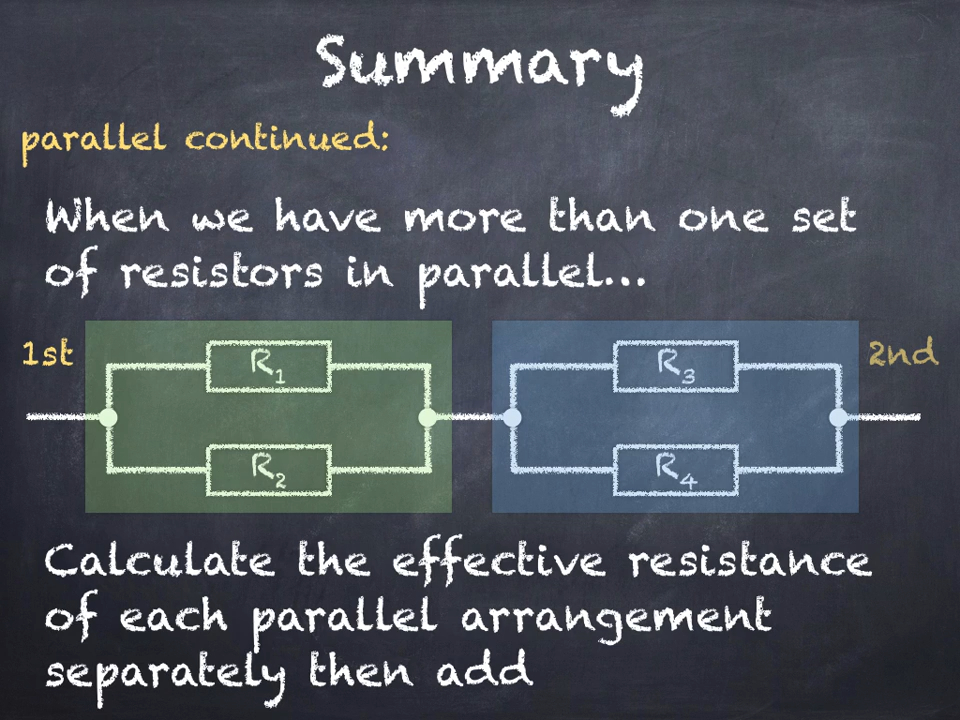 Summary
parallel continued:
When we have more than one set
of resistors in parallel...
1st
R₁
R₃
2nd
R₂
R₄
Calculate the effective resistance
of each parallel arrangement
separately then add